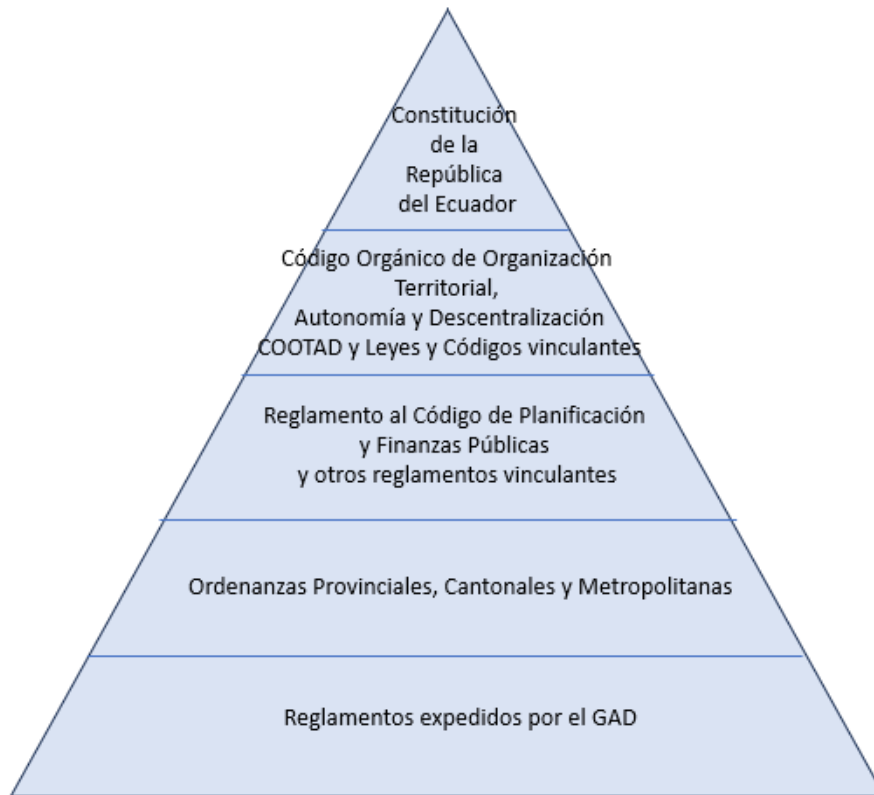 Constitución
de la
República
del Ecuador
Código Orgánico de Organización
Territorial,
Autonomía y Descentralización
COOTAD y Leyes y Códigos vinculantes
Reglamento al Código de Planificación
y Finanzas Públicas
y otros reglamentos vinculantes
Ordenanzas Provinciales, Cantonales y Metropolitanas
Reglamentos expedidos por el GAD